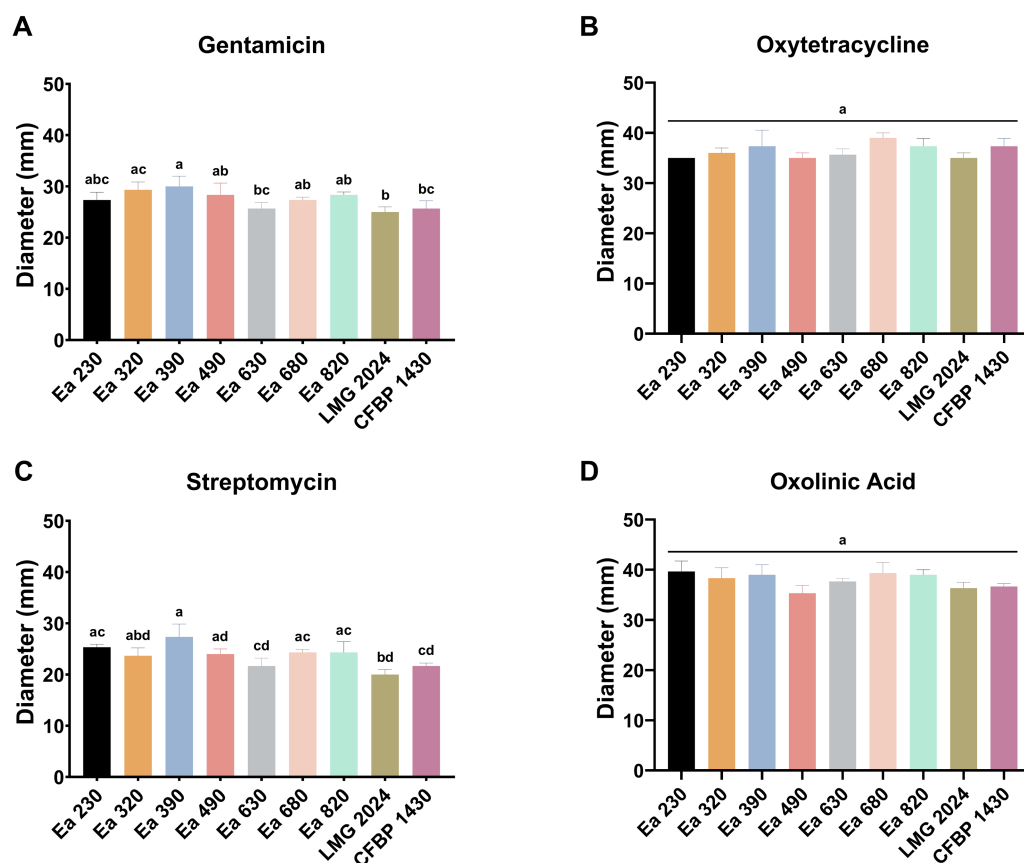 A
Gentamicin
Diameter (mm)
50
40
30
20
10
0
abc ac a ab bc ab ab b bc
Ea 230 Ea 320 Ea 390 Ea 490 Ea 630 Ea 680 Ea 820 LMG 2024 CFBP 1430
B
Oxytetracycline
Diameter (mm)
50
40
30
20
10
0
a
Ea 230 Ea 320 Ea 390 Ea 490 Ea 630 Ea 680 Ea 820 LMG 2024 CFBP 1430
C
Streptomycin
Diameter (mm)
50
40
30
20
10
0
ac abd a ad cd ac ac bd cd
Ea 230 Ea 320 Ea 390 Ea 490 Ea 630 Ea 680 Ea 820 LMG 2024 CFBP 1430
D
Oxolinic Acid
Diameter (mm)
50
40
30
20
10
0
a
Ea 230 Ea 320 Ea 390 Ea 490 Ea 630 Ea 680 Ea 820 LMG 2024 CFBP 1430